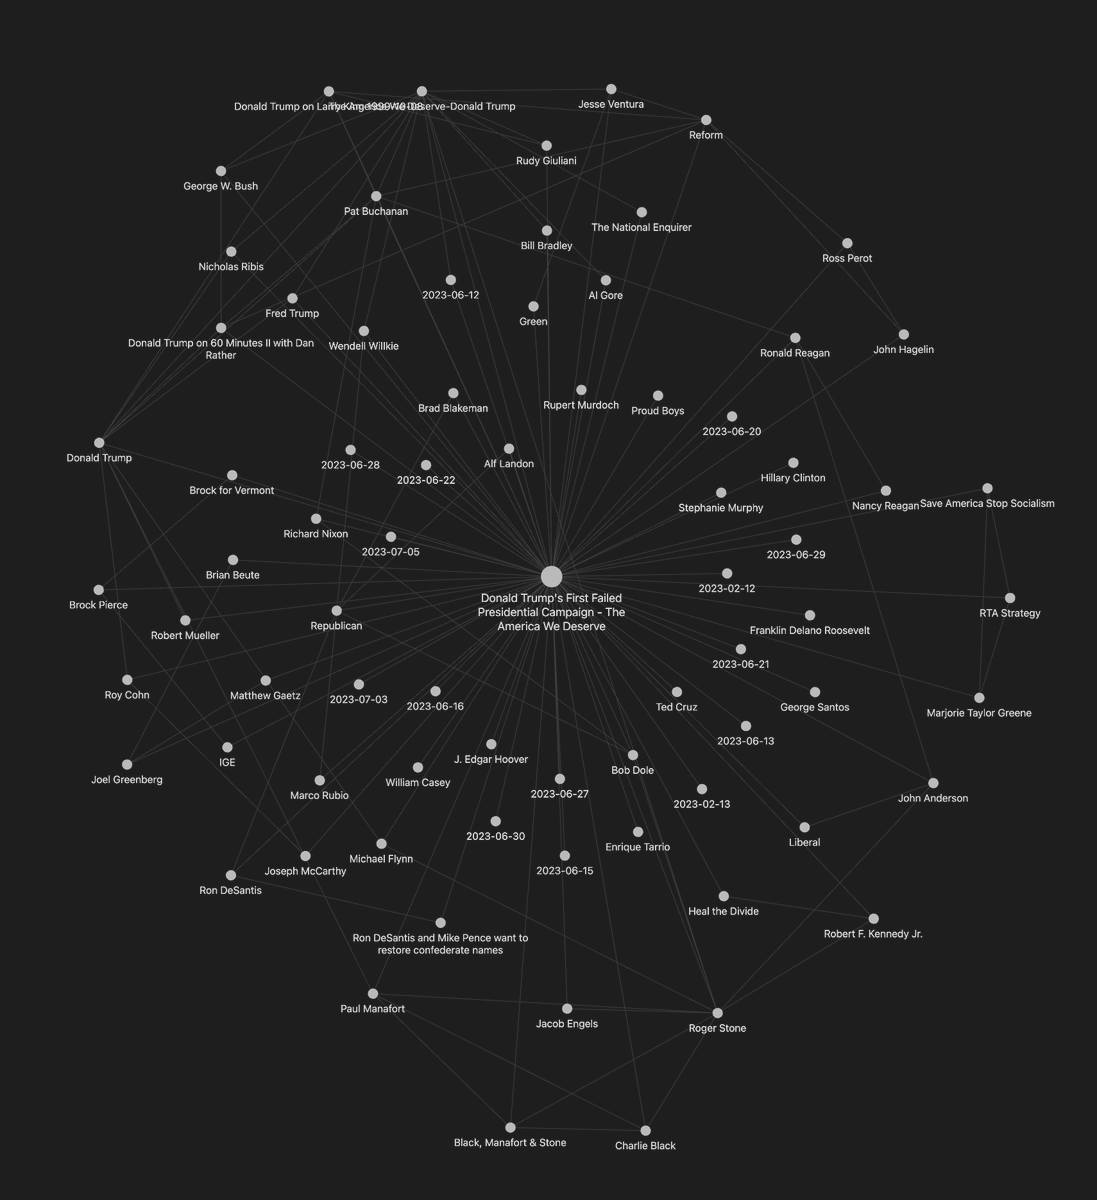 Donald Trump on Larry King 1999-10-08
The America We Deserve-Donald Trump
Jesse Ventura
Reform
Rudy Giuliani
George W. Bush
Pat Buchanan
The National Enquirer
Bill Bradley
Ross Perot
Nicholas Ribis
2023-06-12
Al Gore
Fred Trump
Green
Donald Trump on 60 Minutes II with Dan
Rather
Wendell Willkie
Ronald Reagan
John Hagelin
Brad Blakeman
Rupert Murdoch
Proud Boys
2023-06-20
Donald Trump
2023-06-28
Alf Landon
2023-06-22
Hillary Clinton
Brock for Vermont
Stephanie Murphy
Nancy Reagan
Save America Stop Socialism
Richard Nixon
2023-07-05
2023-06-29
Brian Beute
2023-02-12
Donald Trump's First Failed
Presidential Campaign - The
America We Deserve
Brock Pierce
RTA Strategy
Republican
Robert Mueller
Franklin Delano Roosevelt
2023-06-21
Roy Cohn
Matthew Gaetz
2023-07-03
2023-06-16
Ted Cruz
George Santos
Marjorie Taylor Greene
2023-06-13
IGE
J. Edgar Hoover
Bob Dole
Joel Greenberg
William Casey
Marco Rubio
2023-06-27
2023-02-13
John Anderson
2023-06-30
Enrique Tarrio
Liberal
Michael Flynn
Joseph McCarthy
2023-06-15
Ron DeSantis
Heal the Divide
Robert F. Kennedy Jr.
Ron DeSantis and Mike Pence want to
restore confederate names
Paul Manafort
Jacob Engels
Roger Stone
Black, Manafort & Stone
Charlie Black